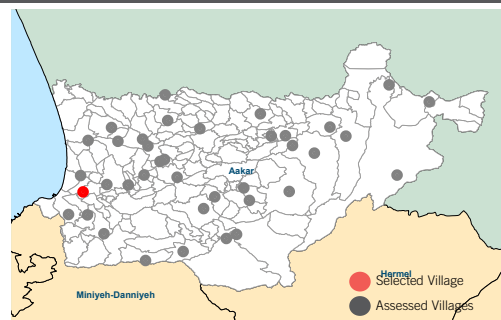 Aakar
Hermel
Selected Village
Miniyeh-Danniyeh
Assessed Villages